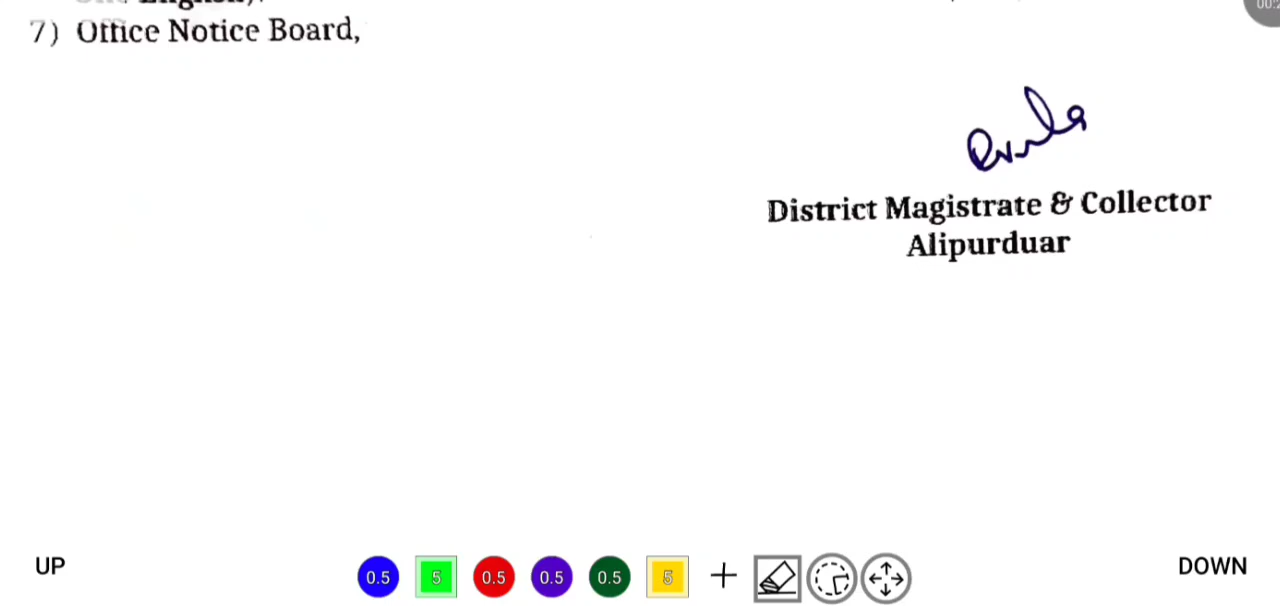 7) Office Notice Board,
District Magistrate & Collector
Alipurduar
UP
0.5
5
0.5
0.5
0.5
5
DOWN